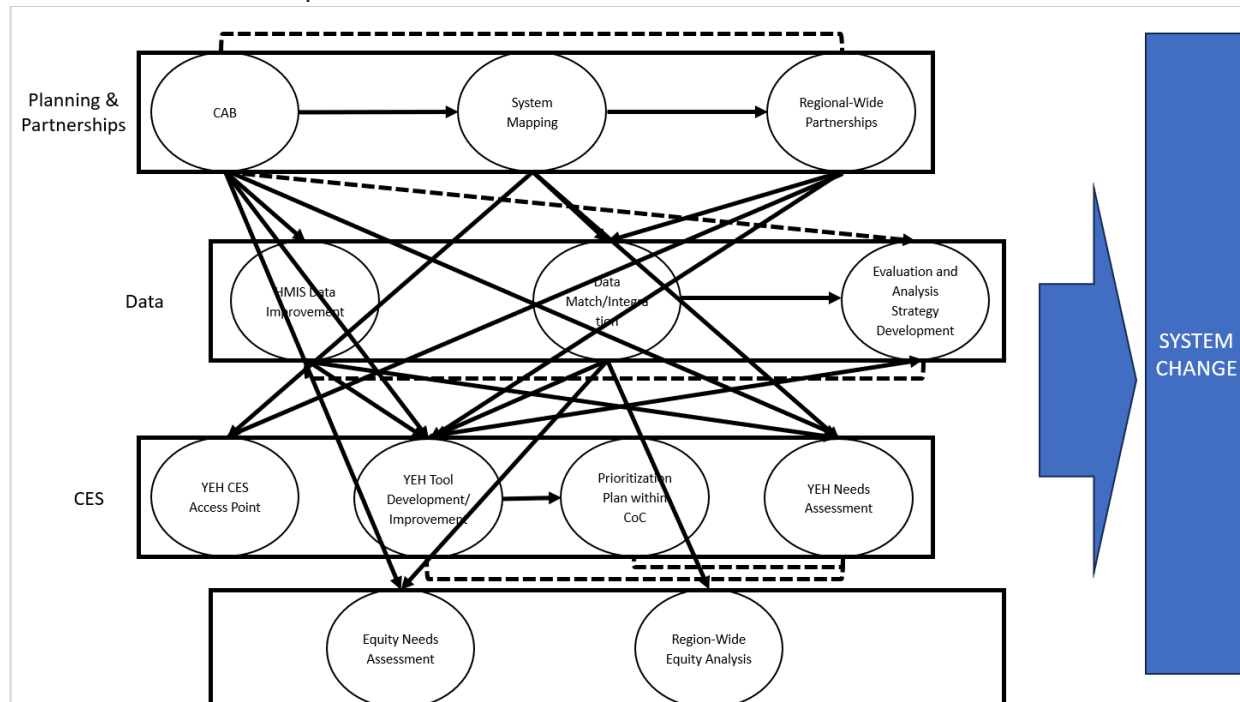 Planning &
Partnerships
CAB
System
Mapping
Regional-Wide
Partnerships
Data
HMIS Data
Improvement
Data
Match/Integra
tion
Evaluation and
Analysis
Strategy
Development
CES
YEH CES
Access Point
YEH Tool
Development/
Improvement
Prioritization
Plan within
CoC
YEH Needs
Assessment
Equity Needs
Assessment
Region-Wide
Equity Analysis
SYSTEM
CHANGE